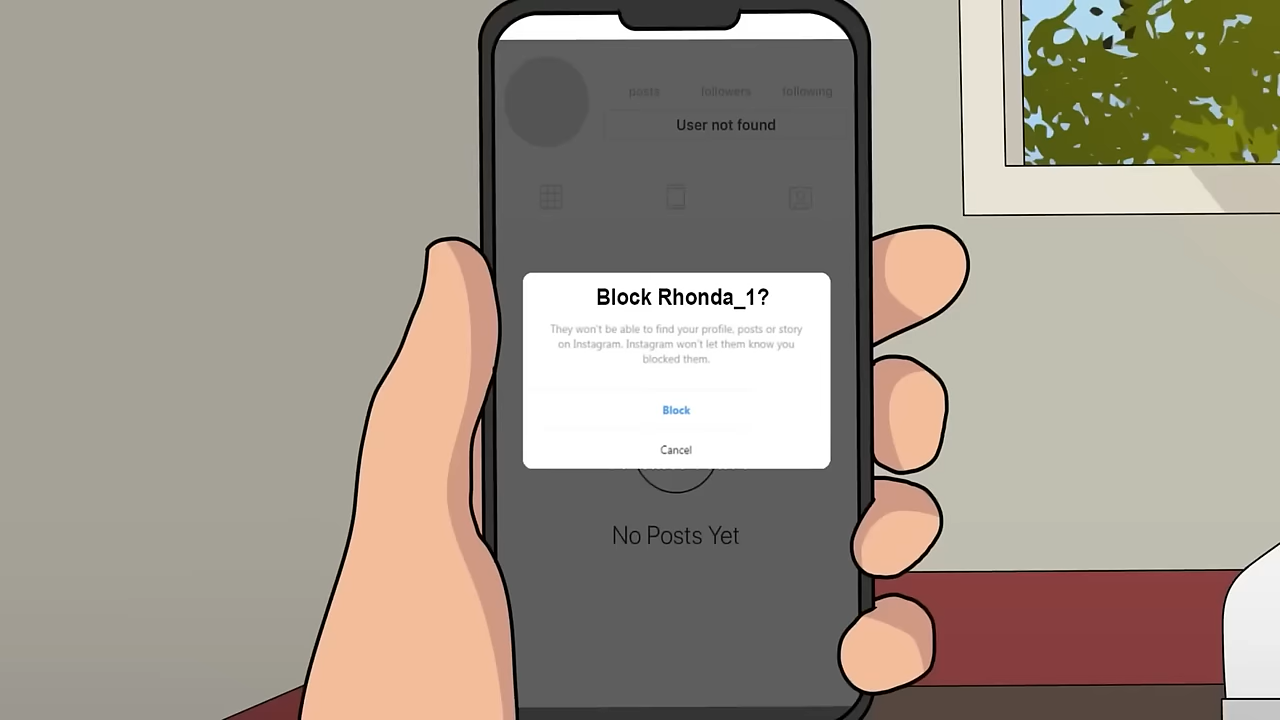 posts followers following
User not found
Block Rhonda_1?
They won't be able to find your profile, posts or story
on Instagram. Instagram won't let them know you
blocked them.
Block
Cancel
No Posts Yet